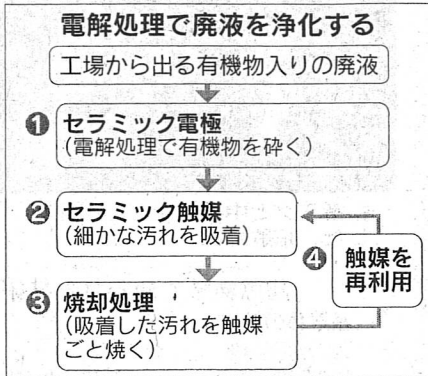 電解処理で廃液を浄化する
工場から出る有機物入りの廃液
❶ セラミック電極
(電解処理で有機物を砕く)
❷ セラミック触媒
(細かな汚れを吸着)
❹ 触媒を
再利用
❸ 焼却処理
(吸着した汚れを触媒
ごと焼く)